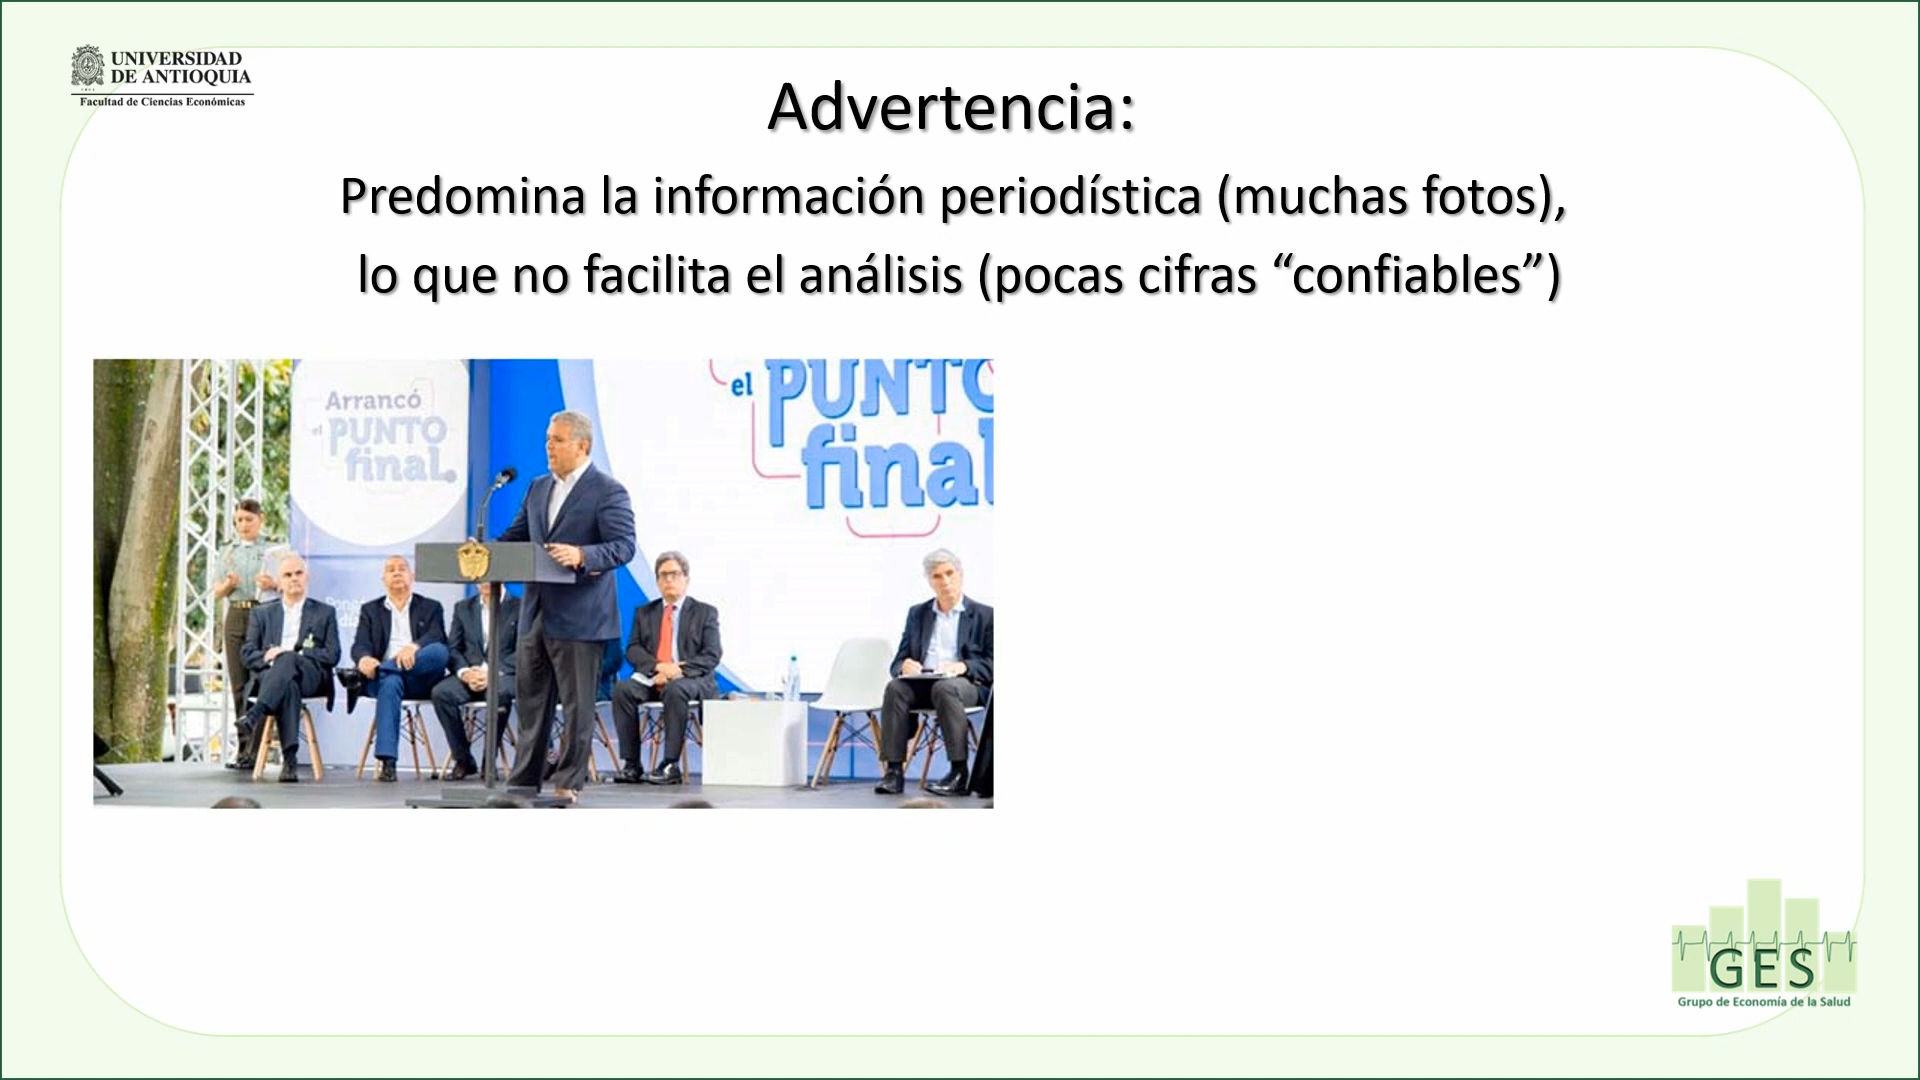 UNIVERSIDAD
DE ANTIOQUIA
Facultad de Ciencias Económicas
Advertencia:
Predomina la información periodística (muchas fotos),
lo que no facilita el análisis (pocas cifras “confiables”)
Arrancó
el PUNTO
final.
el PUNTO
final
GES
Grupo de Economía de la Salud